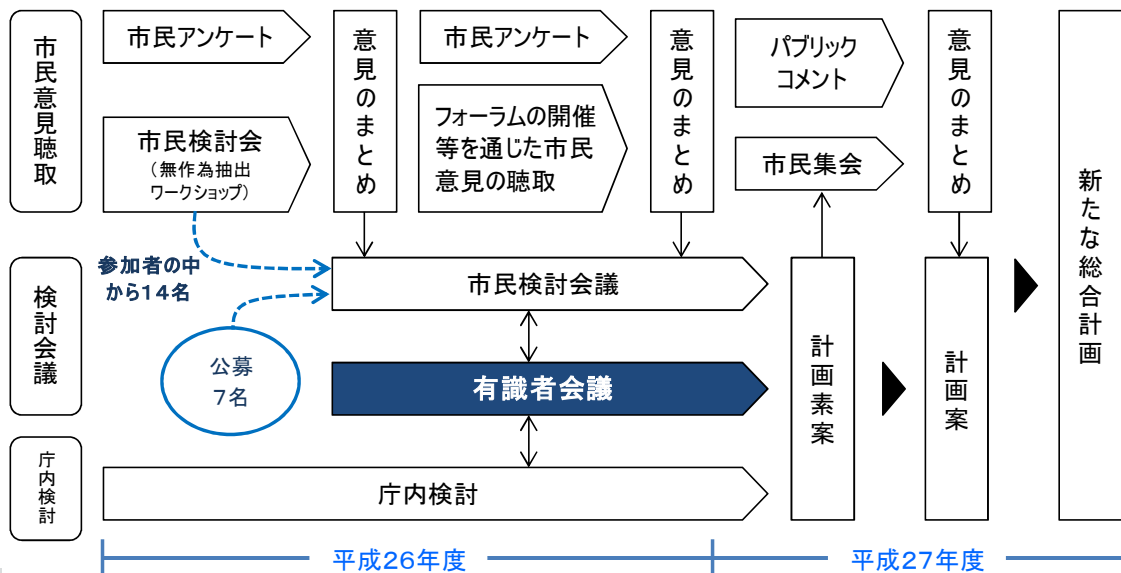 市民意見聴取
市民アンケート
市民検討会
（無作為抽出
ワークショップ）
意見のまとめ
市民アンケート
フォーラムの開催
等を通じた市民
意見の聴取
意見のまとめ
パブリック
コメント
市民集会
意見のまとめ
新たな総合計画
検討会議
参加者の中
から１４名
公募
７名
市民検討会議
有識者会議
計画素案
計画案
庁内検討
庁内検討
平成２６年度
平成２７年度